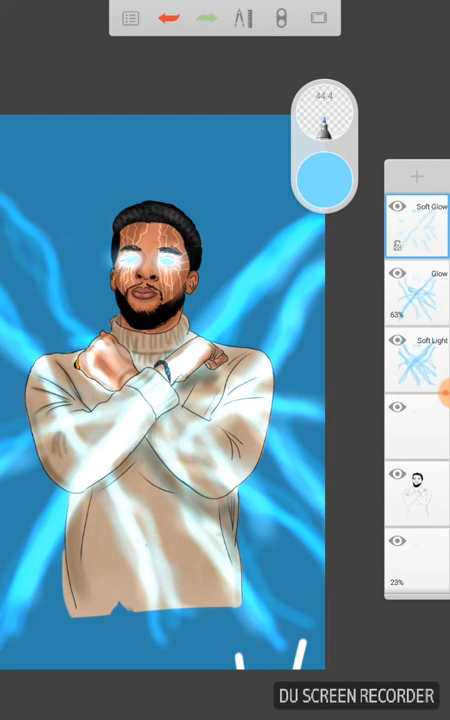 44.4
Soft Glow
Glow
63%
Soft Light
23%
DU SCREEN RECORDER